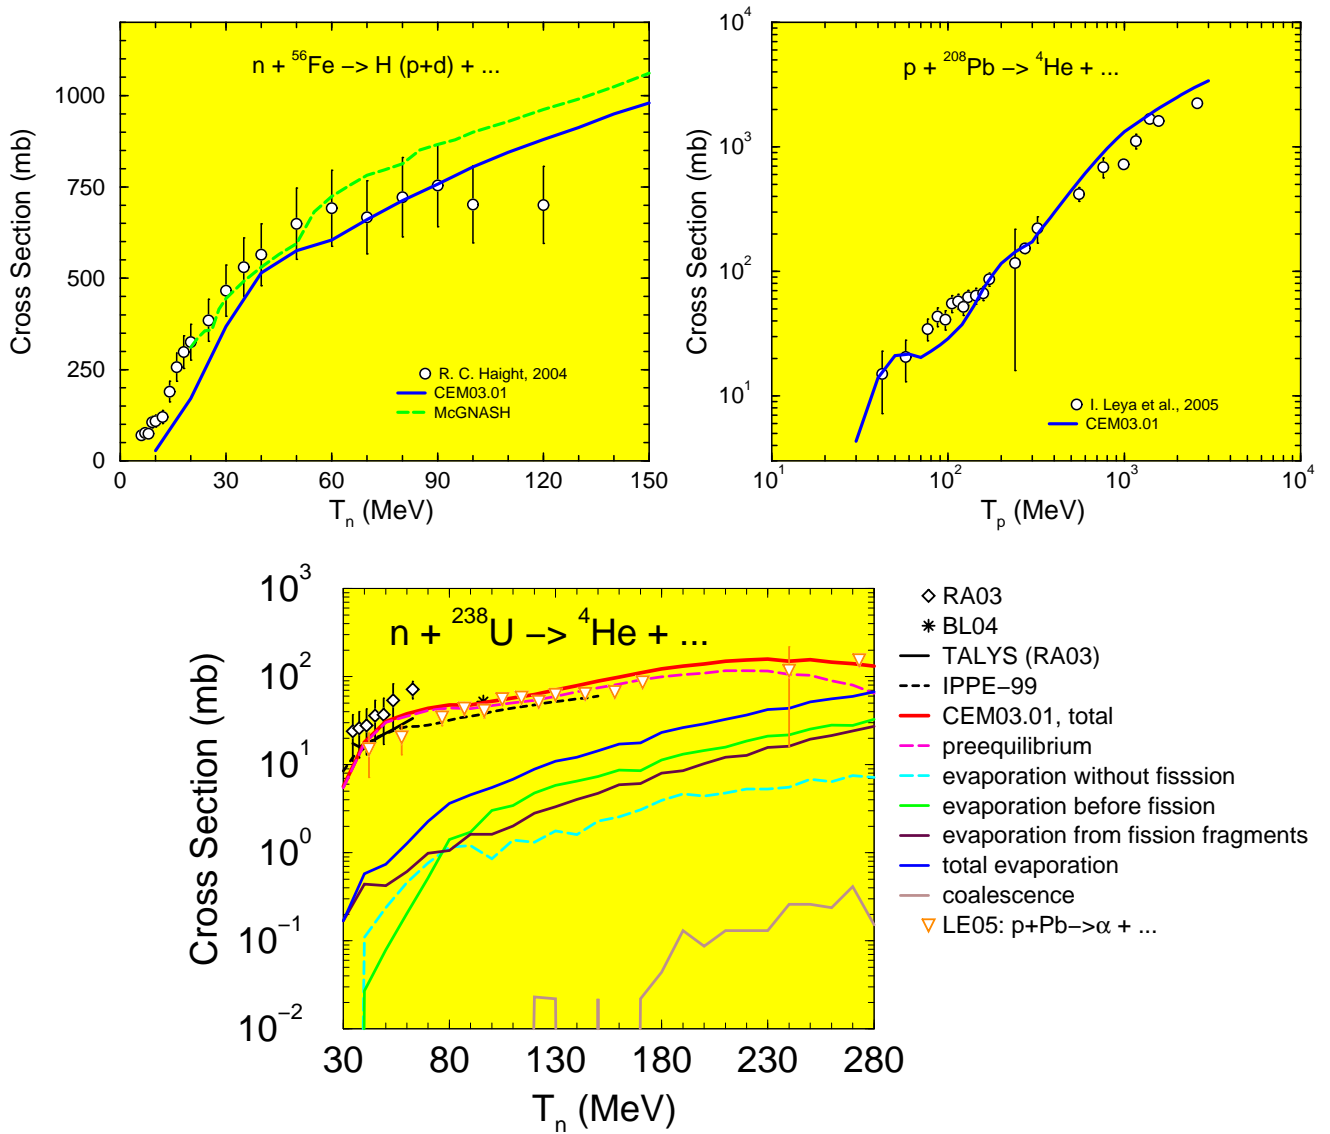 n + ⁵⁶Fe −> H (p+d) + ...
Cross Section (mb)
1000
750
500
250
0
R. C. Haight, 2004
CEM03.01
McGNASH
0 30 60 90 120 150
Tₙ (MeV)
p + ²⁰⁸Pb −> ⁴He + ...
Cross Section (mb)
10⁴
10³
10²
10¹
I. Leya et al., 2005
CEM03.01
10¹ 10² 10³ 10⁴
Tₚ (MeV)
n + ²³⁸U −> ⁴He + ...
Cross Section (mb)
10³
10²
10¹
10⁰
10⁻¹
10⁻²
30 80 130 180 230 280
Tₙ (MeV)
RA03
BL04
TALYS (RA03)
IPPE−99
CEM03.01, total
preequilibrium
evaporation without fisssion
evaporation before fission
evaporation from fission fragments
total evaporation
coalescence
LE05: p+Pb−>α + ...